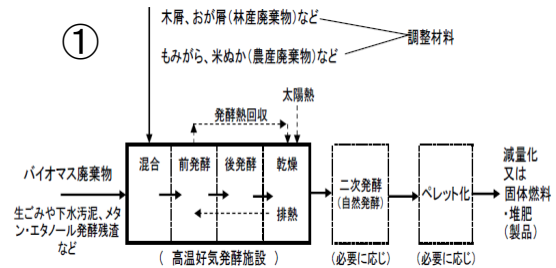 ①
木屑、おが屑(林産廃棄物)など
調整材料
もみがら、米ぬか(農産廃棄物)など
太陽熱
発酵熱回収
バイオマス廃棄物
生ごみや下水汚泥、メタ
ン・エタノール発酵残渣
など
混合
前発酵
後発酵
乾燥
排熱
( 高温好気発酵施設 )
二次発酵
(自然発酵)
(必要に応じ)
ペレット化
(必要に応じ)
減量化
又は
固体燃料
・堆肥
(製品)